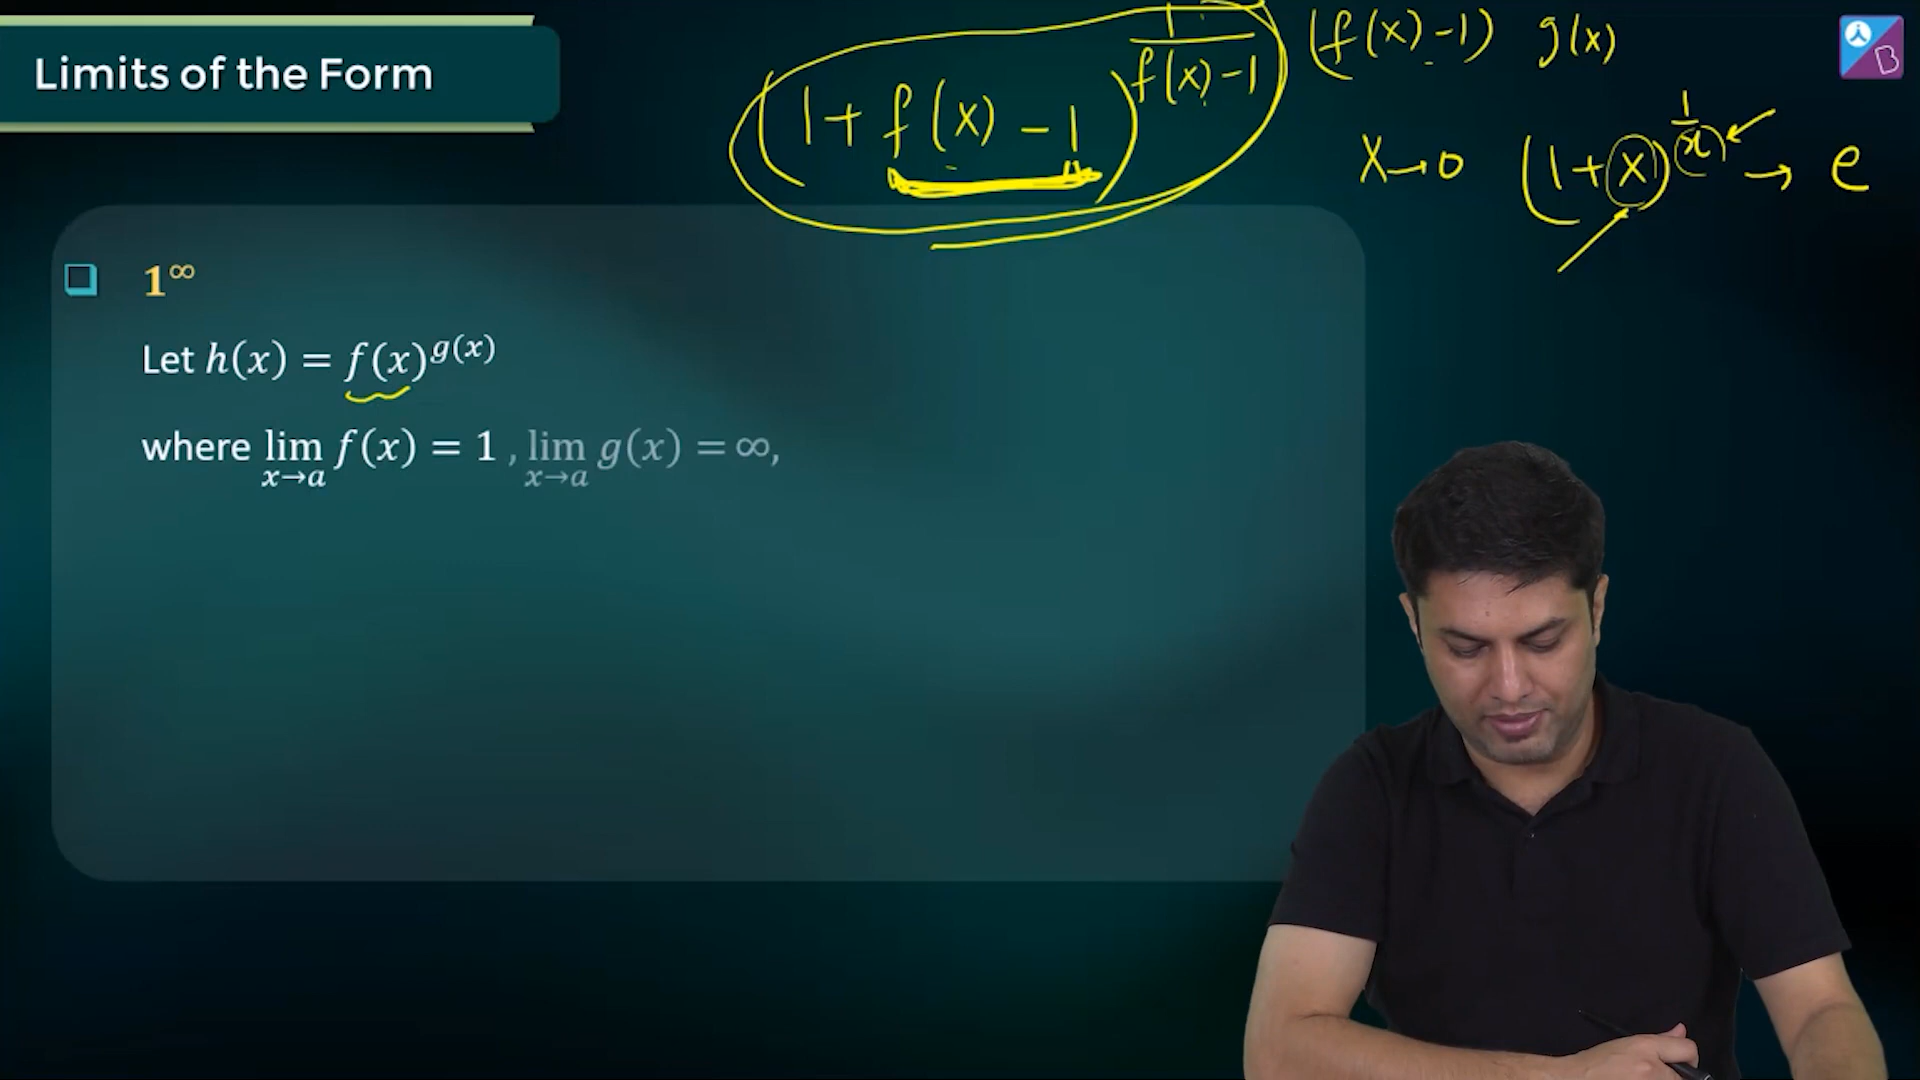 Limits of the Form
(1 + f(x) - 1)^{1/(f(x) - 1)} (f(x) - 1) g(x)
x → 0 (1 + x)^{1/x} → e
1^∞
Let h(x) = f(x)^{g(x)}
where lim_{x→a} f(x) = 1 , lim_{x→a} g(x) = ∞,
B